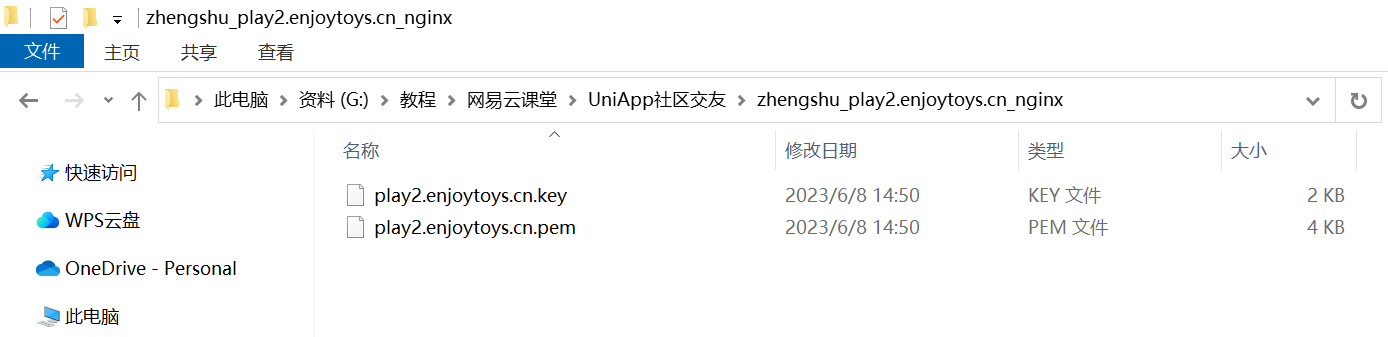 zhengshu_play2.enjoytoys.cn_nginx
文件 主页 共享 查看
此电脑 资料 (G:) 教程 网易云课堂 UniApp社区交友 zhengshu_play2.enjoytoys.cn_nginx
名称 修改日期 类型 大小
快速访问
play2.enjoytoys.cn.key 2023/6/8 14:50 KEY 文件 2 KB
WPS云盘
play2.enjoytoys.cn.pem 2023/6/8 14:50 PEM 文件 4 KB
OneDrive - Personal
此电脑